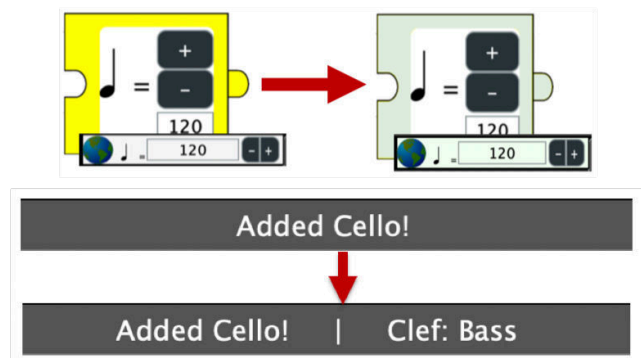 + +
♩ = ♩ =
- -
120 120
♩ = 120 - + ♩ = 120 - +
Added Cello!
Added Cello! | Clef: Bass